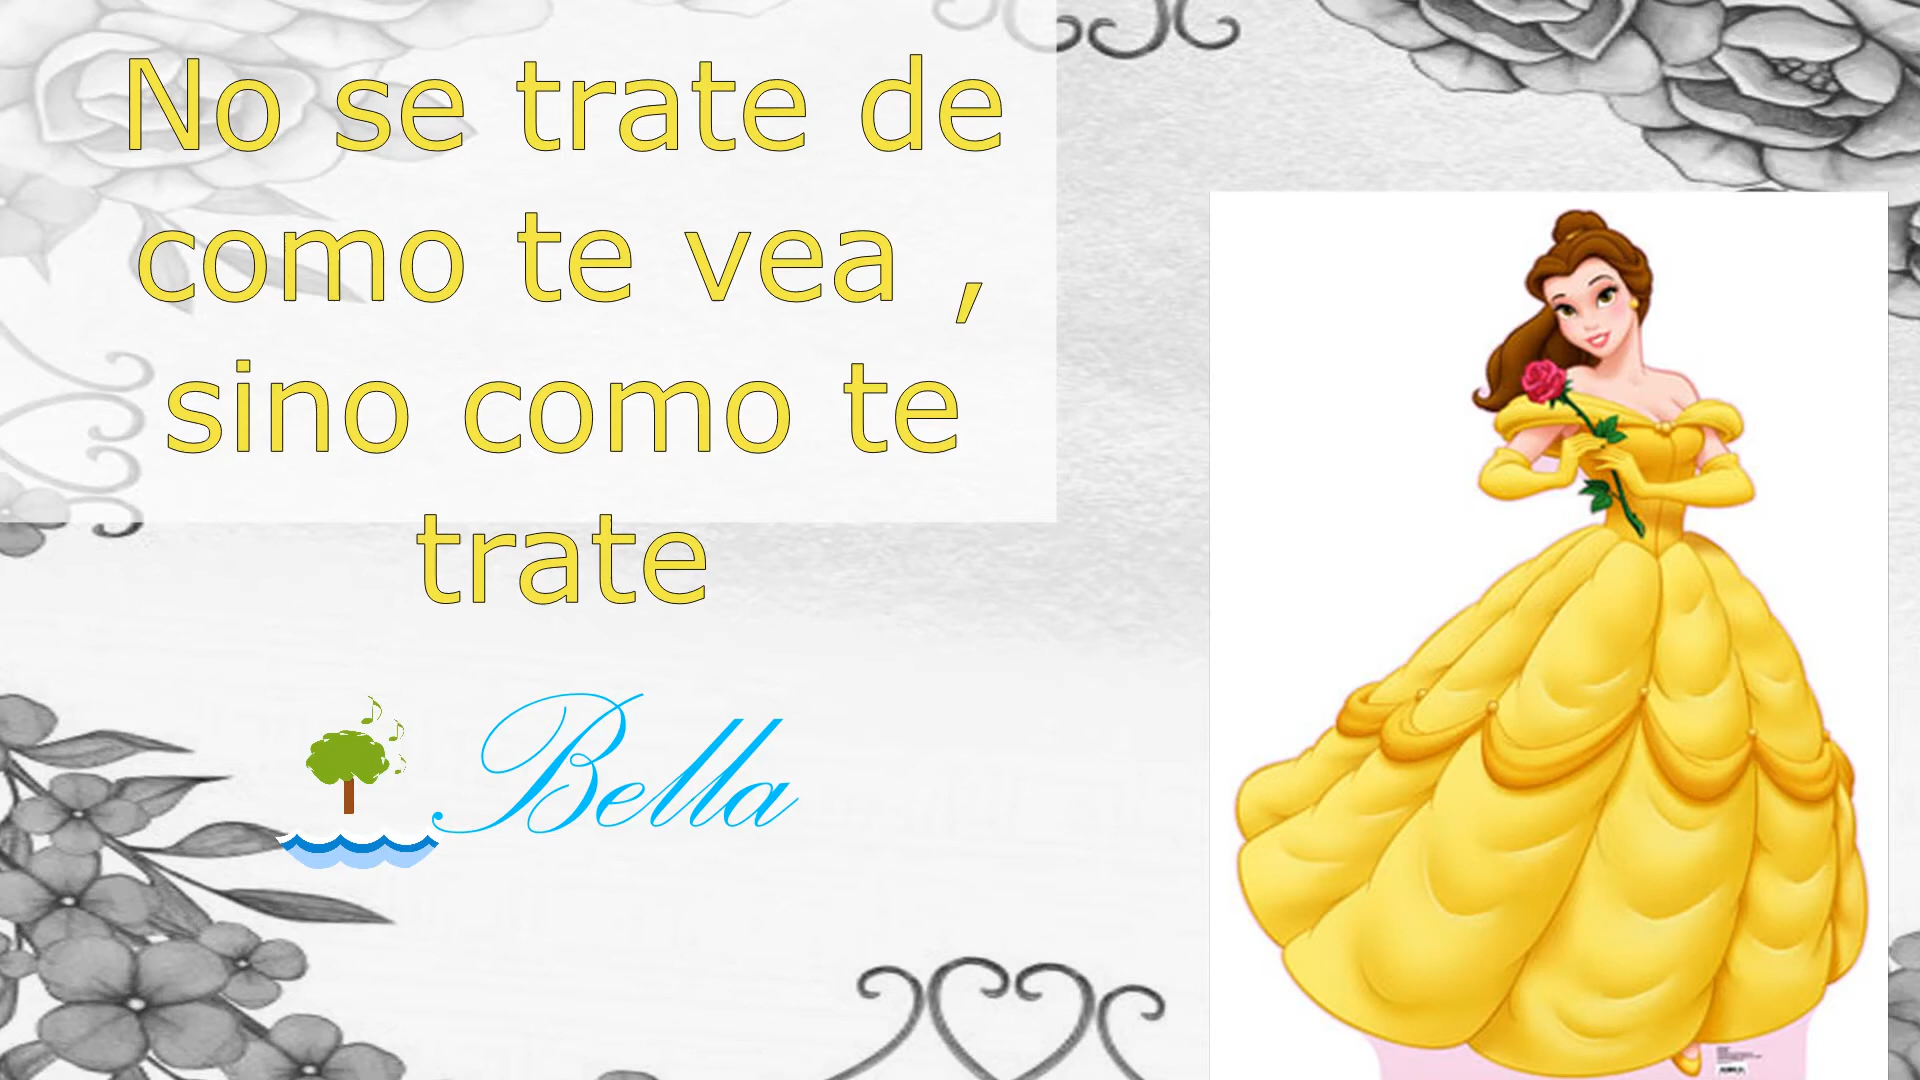 No se trate de
como te vea ,
sino como te
trate
Bella